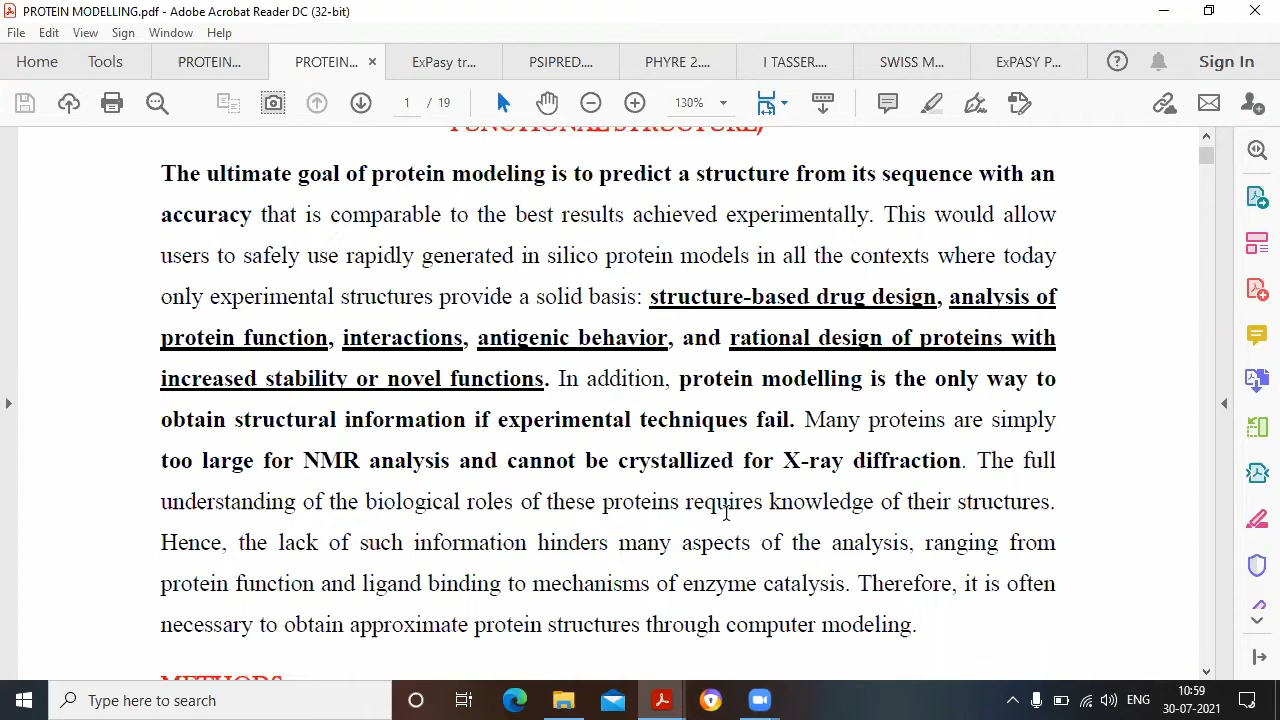 PROTEIN MODELLING.pdf - Adobe Acrobat Reader DC (32-bit)
File Edit View Sign Window Help
Home Tools PROTEIN... PROTEIN... × ExPasy tr... PSIPRED.... PHYRE 2.... I TASSER.... SWISS M... ExPASY P... Sign In
1 / 19 130%
FUNCTIONAL STRUCTURE,
The ultimate goal of protein modeling is to predict a structure from its sequence with an
accuracy that is comparable to the best results achieved experimentally. This would allow
users to safely use rapidly generated in silico protein models in all the contexts where today
only experimental structures provide a solid basis: structure-based drug design, analysis of
protein function, interactions, antigenic behavior, and rational design of proteins with
increased stability or novel functions. In addition, protein modelling is the only way to
obtain structural information if experimental techniques fail. Many proteins are simply
too large for NMR analysis and cannot be crystallized for X-ray diffraction. The full
understanding of the biological roles of these proteins requires knowledge of their structures.
Hence, the lack of such information hinders many aspects of the analysis, ranging from
protein function and ligand binding to mechanisms of enzyme catalysis. Therefore, it is often
necessary to obtain approximate protein structures through computer modeling.
METHODS
Type here to search
ENG
10:59
30-07-2021